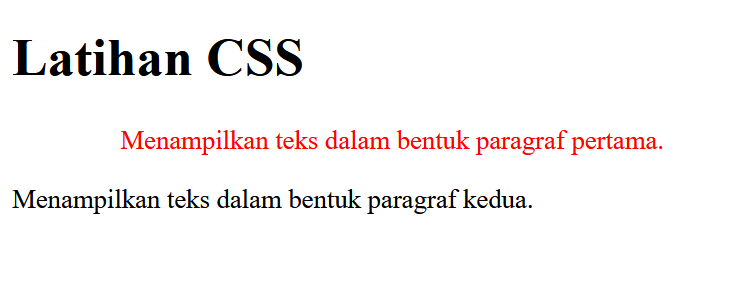 Latihan CSS
Menampilkan teks dalam bentuk paragraf pertama.
Menampilkan teks dalam bentuk paragraf kedua.